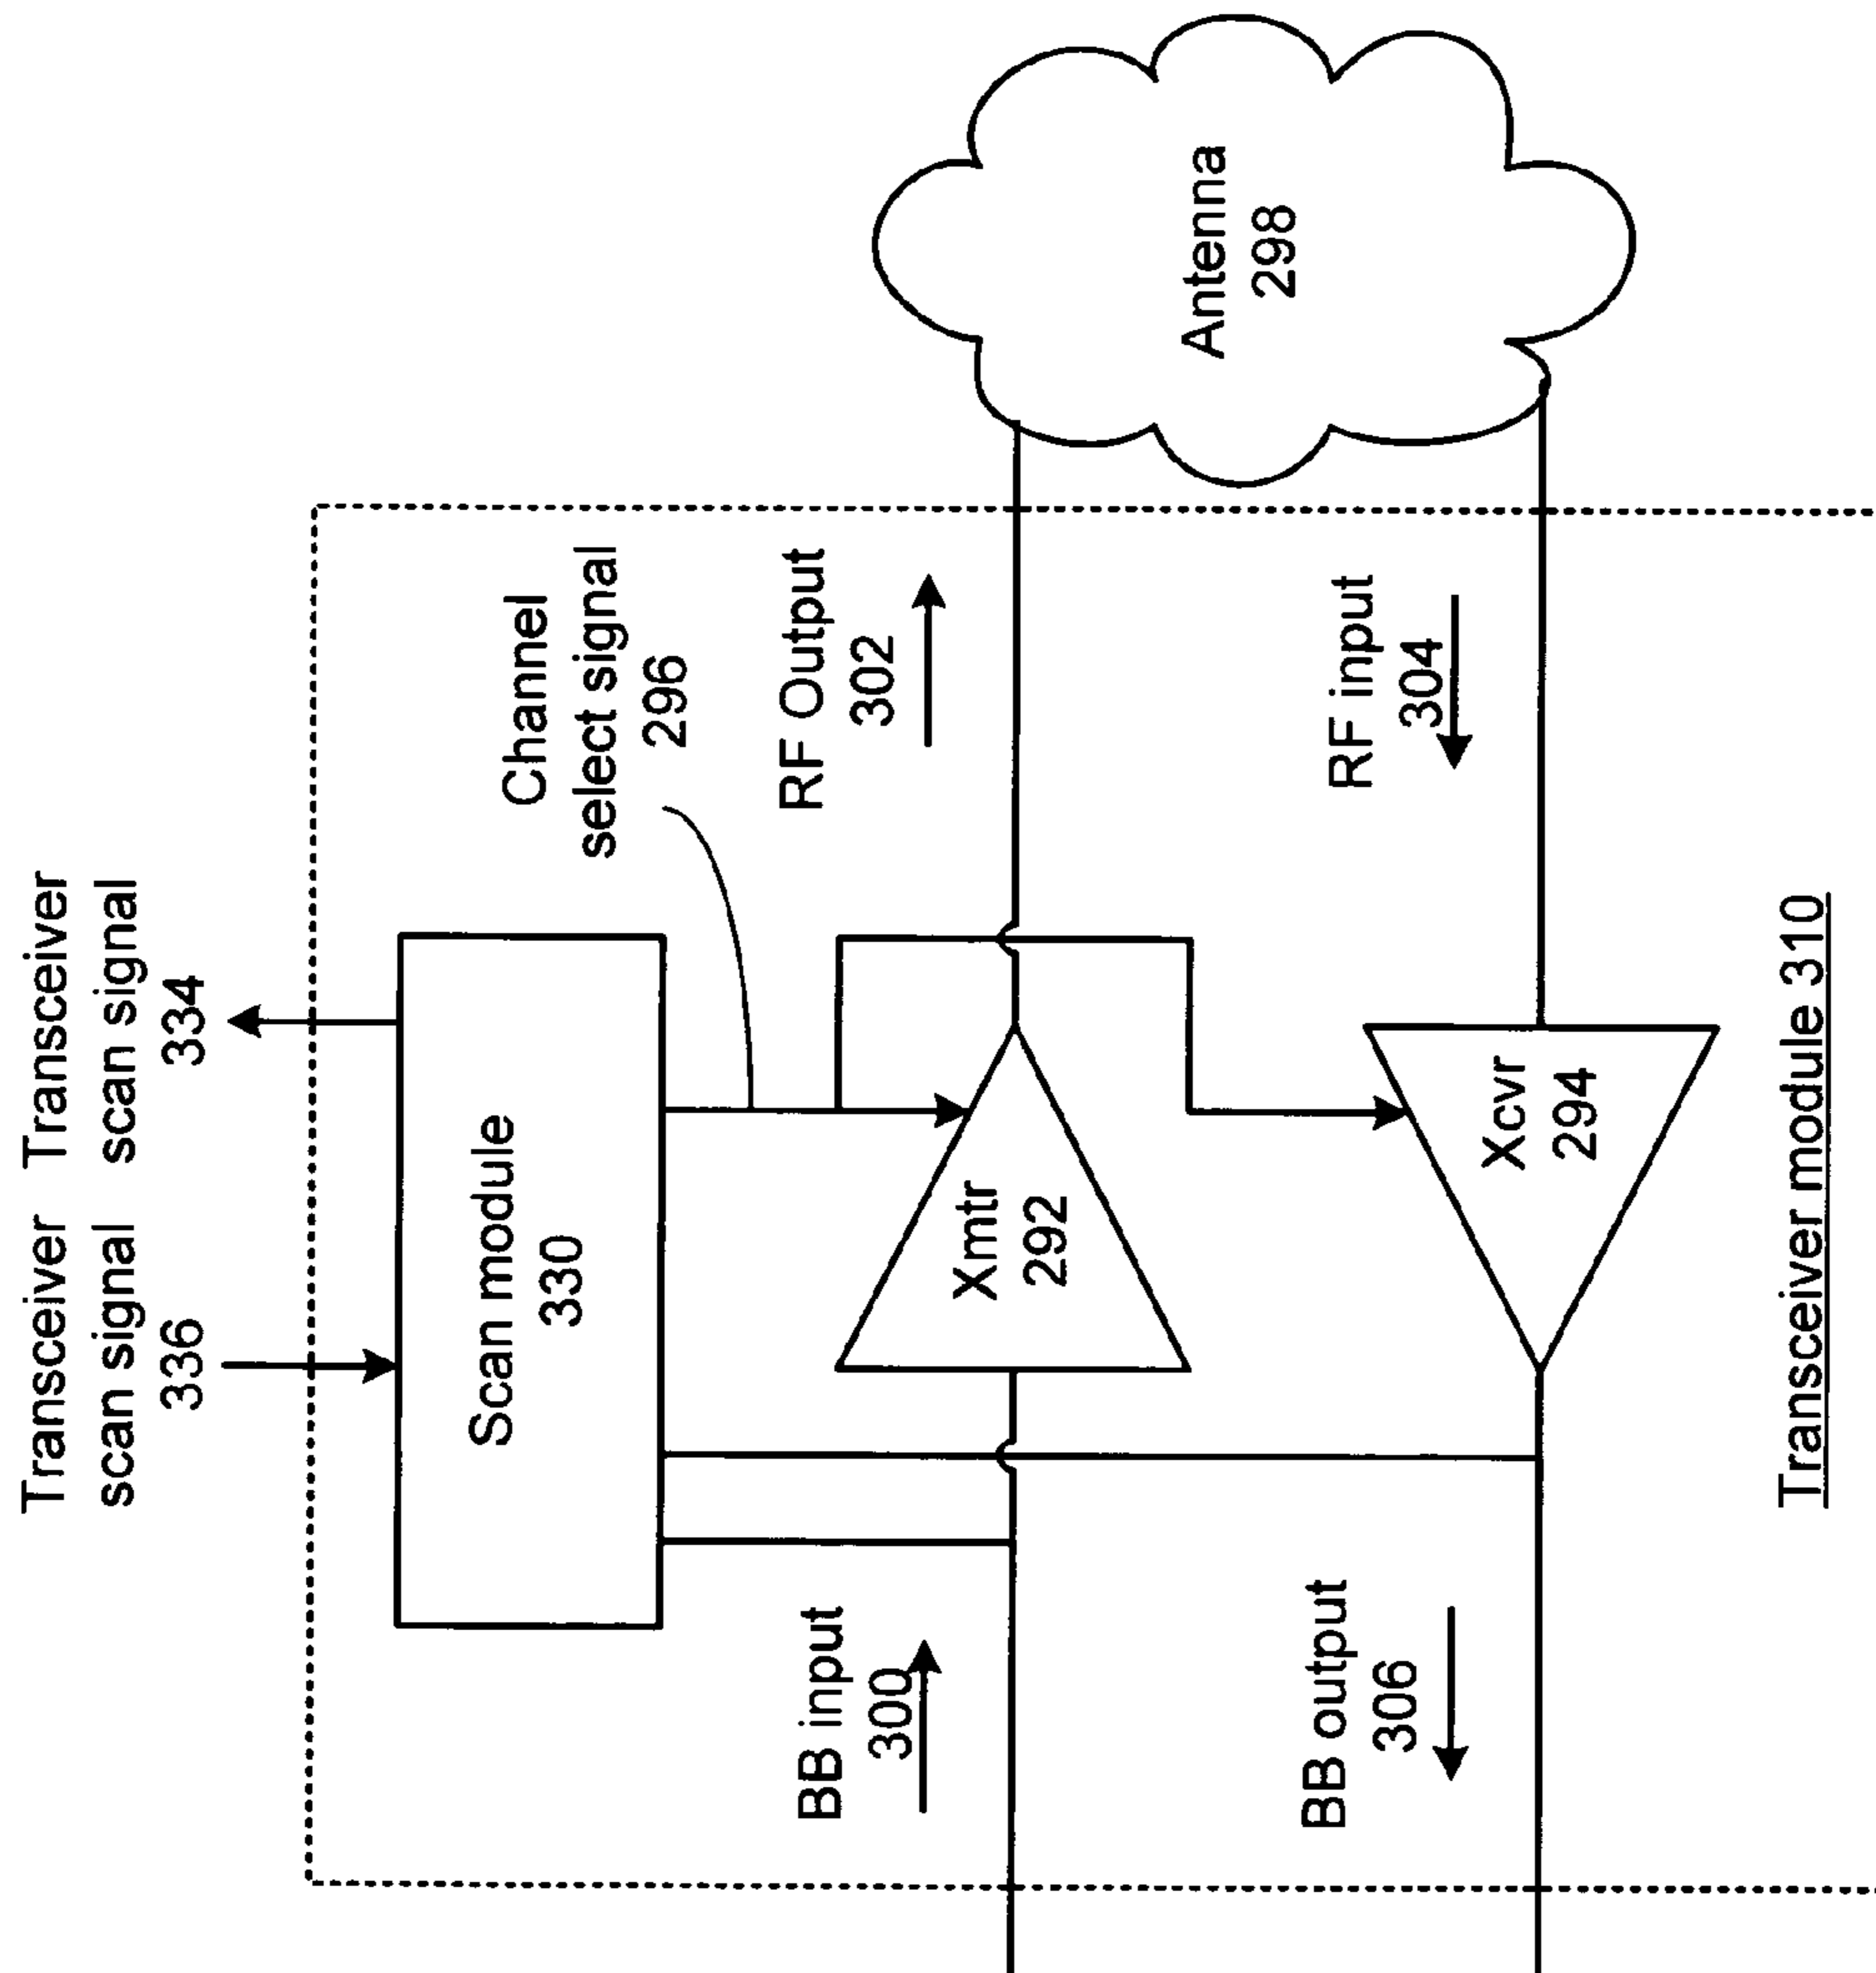 Transceiver
scan signal
336
Transceiver
scan signal
334
Scan module
330
Channel
select signal
296
BB input
300
Xmtr
292
RF Output
302
Antenna
298
BB output
306
Xcvr
294
RF input
304
Transceiver module 310